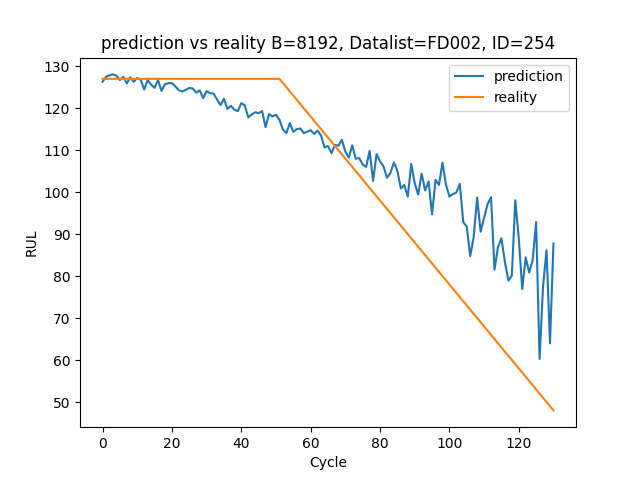 prediction vs reality B=8192, Datalist=FD002, ID=254
prediction
reality
RUL
130
120
110
100
90
80
70
60
50
0 20 40 60 80 100 120
Cycle